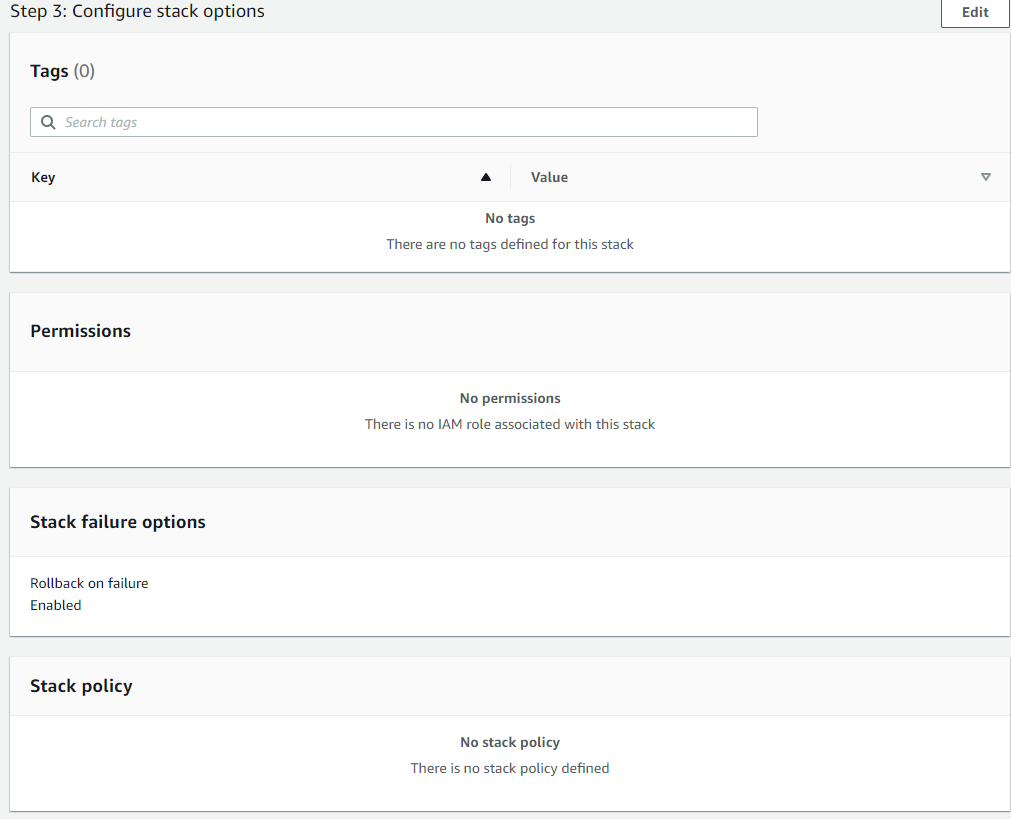 Step 3: Configure stack options
Edit
Tags (0)
Search tags
Key
Value
No tags
There are no tags defined for this stack
Permissions
No permissions
There is no IAM role associated with this stack
Stack failure options
Rollback on failure
Enabled
Stack policy
No stack policy
There is no stack policy defined